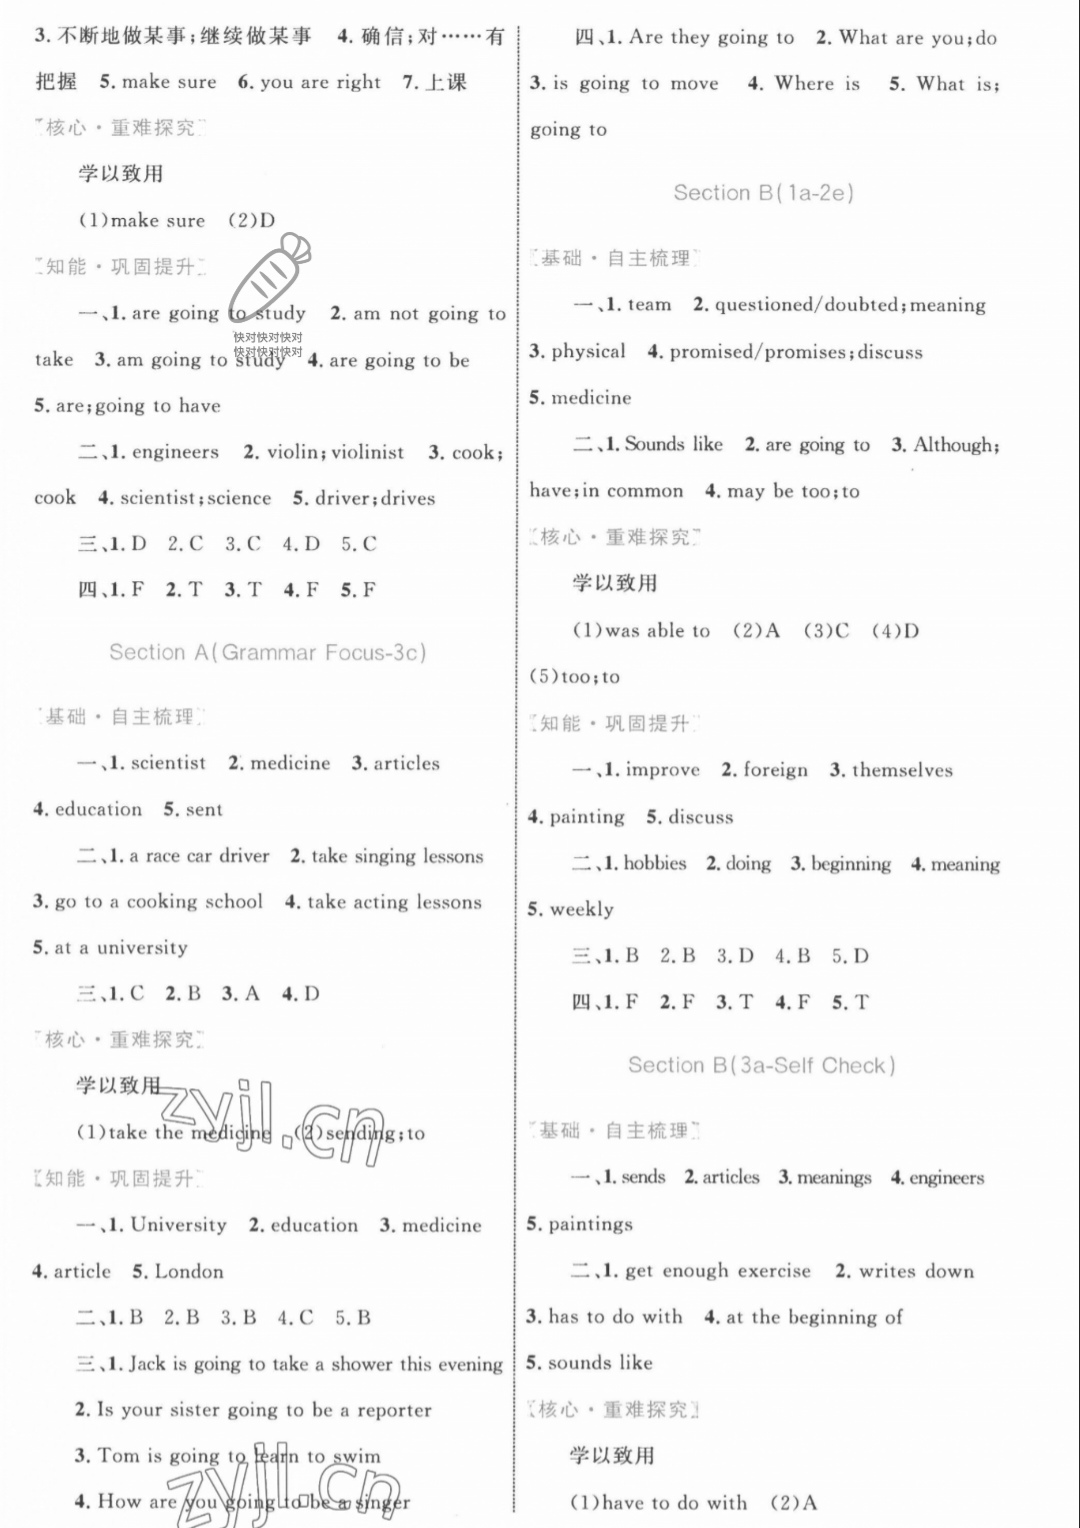 3. 不断地做某事;继续做某事 4. 确信;对……有
把握 5. make sure 6. you are right 7. 上课
【核心·重难探究】
学以致用
(1)make sure (2)D
【知能·巩固提升】
一、1. are going to study 2. am not going to
take 3. am going to study 4. are going to be
5. are;going to have
二、1. engineers 2. violin;violinist 3. cook;
cook 4. scientist;science 5. driver;drives
三、1. D 2. C 3. C 4. D 5. C
四、1. F 2. T 3. T 4. F 5. F
Section A(Grammar Focus-3c)
【基础·自主梳理】
一、1. scientist 2. medicine 3. articles
4. education 5. sent
二、1. a race car driver 2. take singing lessons
3. go to a cooking school 4. take acting lessons
5. at a university
三、1. C 2. B 3. A 4. D
【核心·重难探究】
学以致用
(1)take the medicine (2)sending;to
【知能·巩固提升】
一、1. University 2. education 3. medicine
4. article 5. London
二、1. B 2. B 3. B 4. C 5. B
三、1. Jack is going to take a shower this evening
2. Is your sister going to be a reporter
3. Tom is going to learn to swim
4. How are you going to be a singer
四、1. Are they going to 2. What are you;do
3. is going to move 4. Where is 5. What is;
going to
Section B(1a-2e)
【基础·自主梳理】
一、1. team 2. questioned/doubted;meaning
3. physical 4. promised/promises;discuss
5. medicine
二、1. Sounds like 2. are going to 3. Although;
have;in common 4. may be too;to
【核心·重难探究】
学以致用
(1)was able to (2)A (3)C (4)D
(5)too;to
【知能·巩固提升】
一、1. improve 2. foreign 3. themselves
4. painting 5. discuss
二、1. hobbies 2. doing 3. beginning 4. meaning
5. weekly
三、1. B 2. B 3. D 4. B 5. D
四、1. F 2. F 3. T 4. F 5. T
Section B(3a-Self Check)
【基础·自主梳理】
一、1. sends 2. articles 3. meanings 4. engineers
5. paintings
二、1. get enough exercise 2. writes down
3. has to do with 4. at the beginning of
5. sounds like
【核心·重难探究】
学以致用
(1)have to do with (2)A
快对快对快对
快对快对快对
zyjl.cn
zyjl.cn